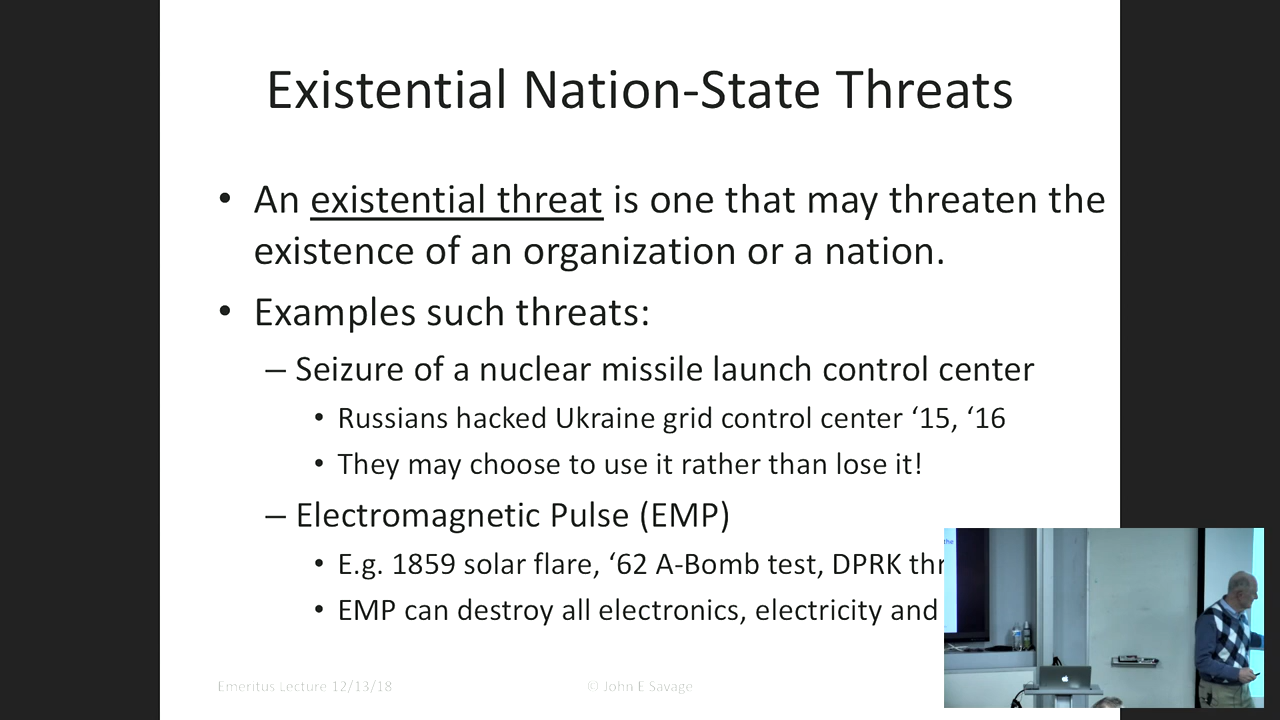 Existential Nation-State Threats
• An existential threat is one that may threaten the
existence of an organization or a nation.
• Examples such threats:
– Seizure of a nuclear missile launch control center
• Russians hacked Ukraine grid control center ‘15, ‘16
• They may choose to use it rather than lose it!
– Electromagnetic Pulse (EMP)
• E.g. 1859 solar flare, ‘62 A-Bomb test, DPRK
• EMP can destroy all electronics, electricity and
Emeritus Lecture 12/13/18
© John E Savage
the